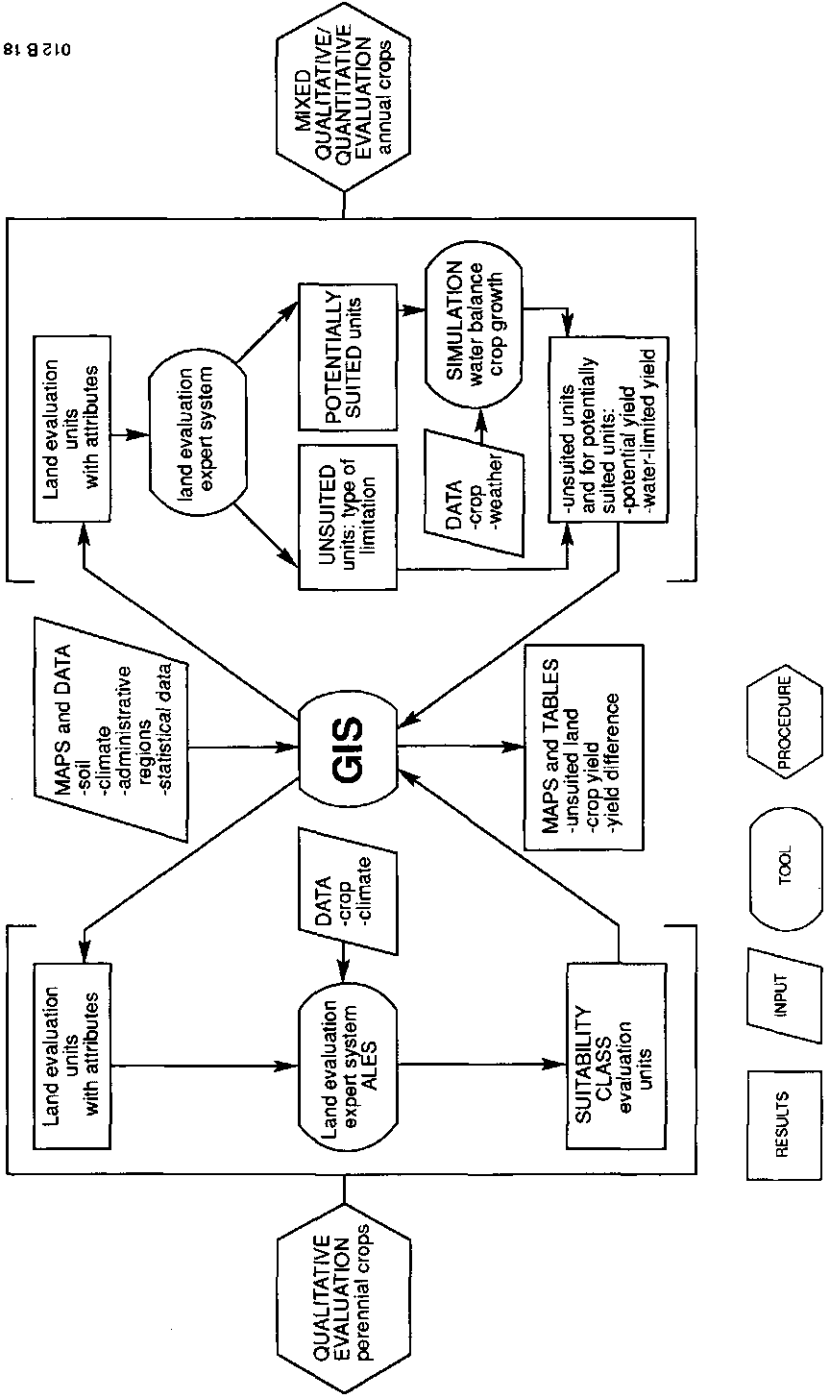 012 B 18
QUALITATIVE
EVALUATION
perennial crops
Land evaluation
units
with attributes
Land evaluation
expert system
ALES
DATA
-crop
-climate
SUITABILITY
CLASS
evaluation
units
MAPS and DATA
-soil
-climate
-administrative
regions
-statistical data
GIS
MAPS and TABLES
-unsuited land
-crop yield
-yield difference
Land evaluation
units
with attributes
land evaluation
expert system
UNSUITED
units: type of
limitation
POTENTIALLY
SUITED units
DATA
-crop
-weather
SIMULATION
water balance
crop growth
-unsuited units
and for potentially
suited units:
-potential yield
-water-limited yield
MIXED
QUALITATIVE/
QUANTITATIVE
EVALUATION
annual crops
RESULTS
INPUT
TOOL
PROCEDURE